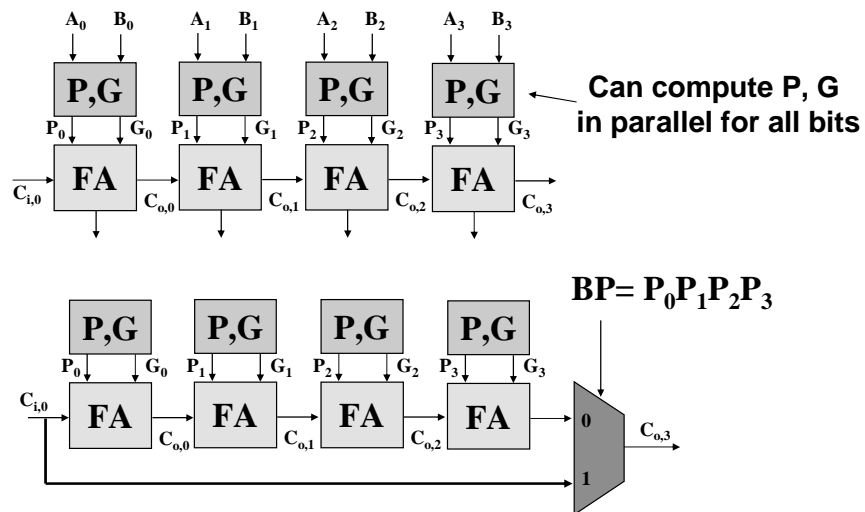 A₀ B₀ A₁ B₁ A₂ B₂ A₃ B₃
P,G P,G P,G P,G
Can compute P, G
in parallel for all bits
P₀ G₀ P₁ G₁ P₂ G₂ P₃ G₃
FA FA FA FA
Cᵢ,₀ Cₒ,₀ Cₒ,₁ Cₒ,₂ Cₒ,₃
BP= P₀P₁P₂P₃
P,G P,G P,G P,G
P₀ G₀ P₁ G₁ P₂ G₂ P₃ G₃
Cᵢ,₀
FA FA FA FA 0
Cₒ,₀ Cₒ,₁ Cₒ,₂ Cₒ,₃
1